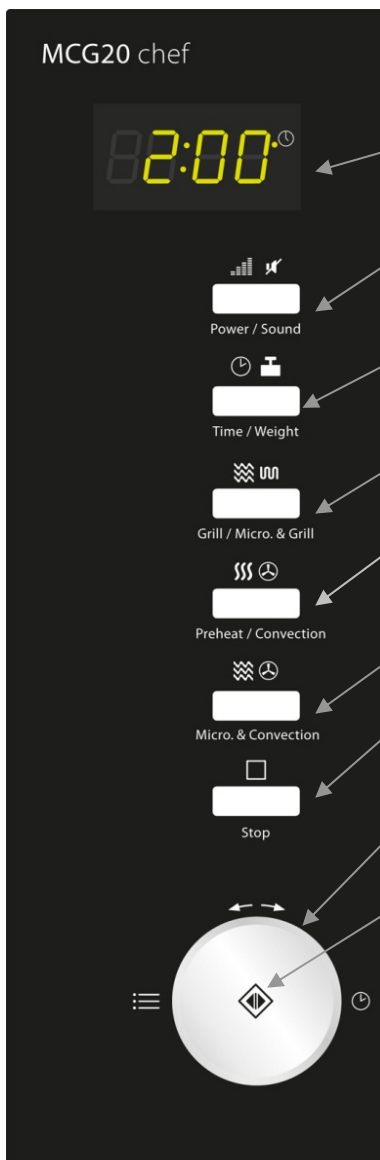 MCG20 chef
2:00
Power / Sound
Time / Weight
Grill / Micro. & Grill
Preheat / Convection
Micro. & Convection
Stop